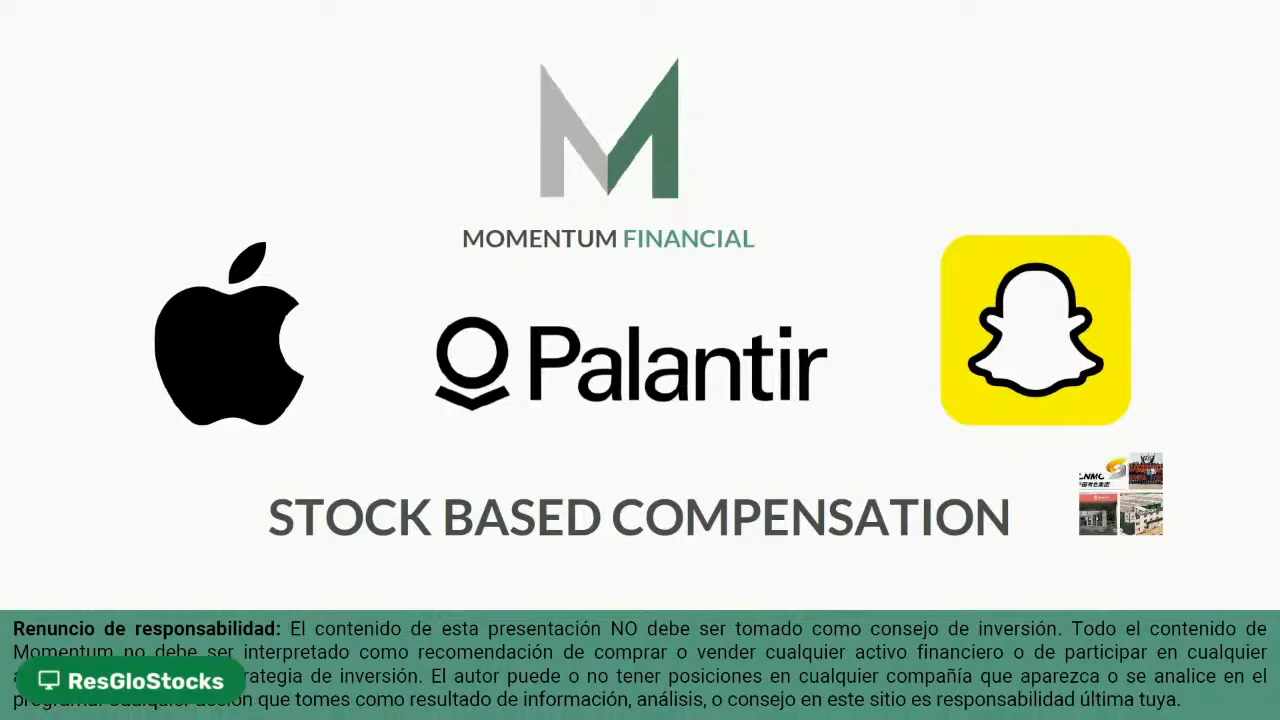 MOMENTUM FINANCIAL
Palantir
STOCK BASED COMPENSATION
Renuncio de responsabilidad: El contenido de esta presentación NO debe ser tomado como consejo de inversión. Todo el contenido de
Momentum no debe ser interpretado como recomendación de comprar o vender cualquier activo financiero o de participar en cualquier
de inversión. El autor puede o no tener posiciones en cualquier compañía que aparezca o se analice en el
que tomes como resultado de información, análisis, o consejo en este sitio es responsabilidad última tuya.
ResGloStocks